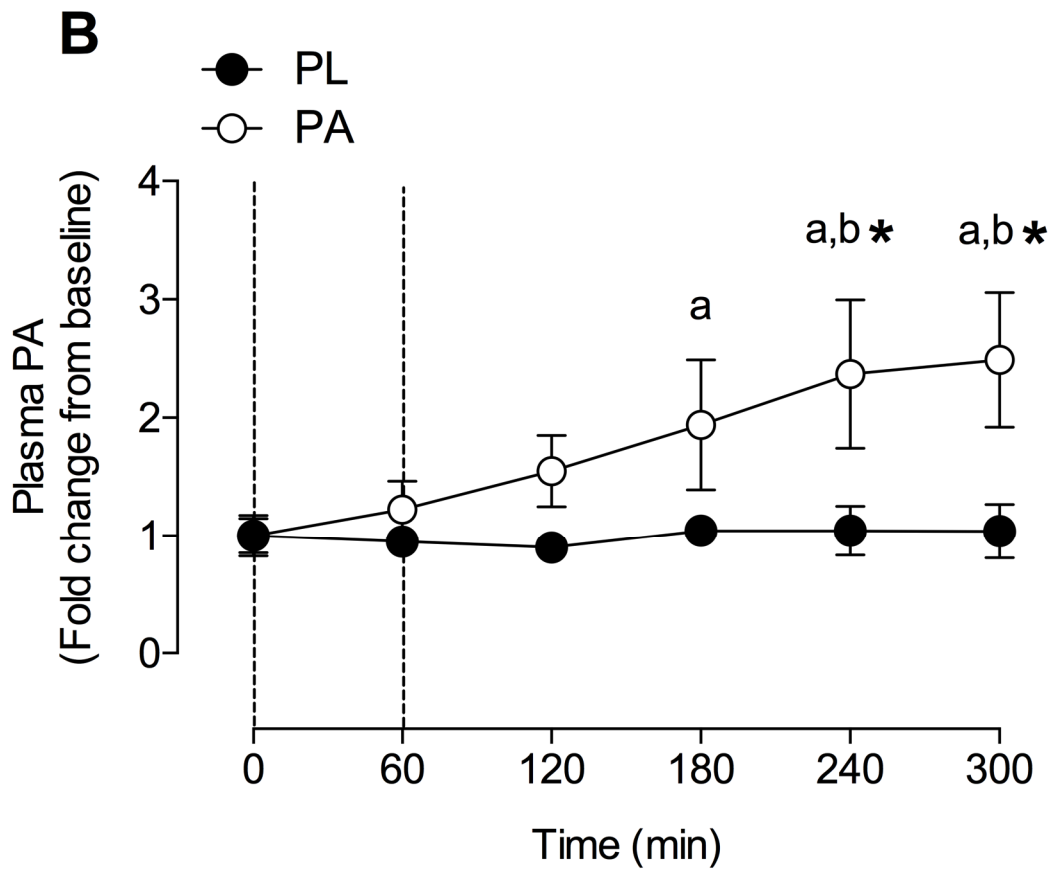 B
PL
PA
Plasma PA
(Fold change from baseline)
4
3
2
1
0
a
a,b *
a,b *
0 60 120 180 240 300
Time (min)